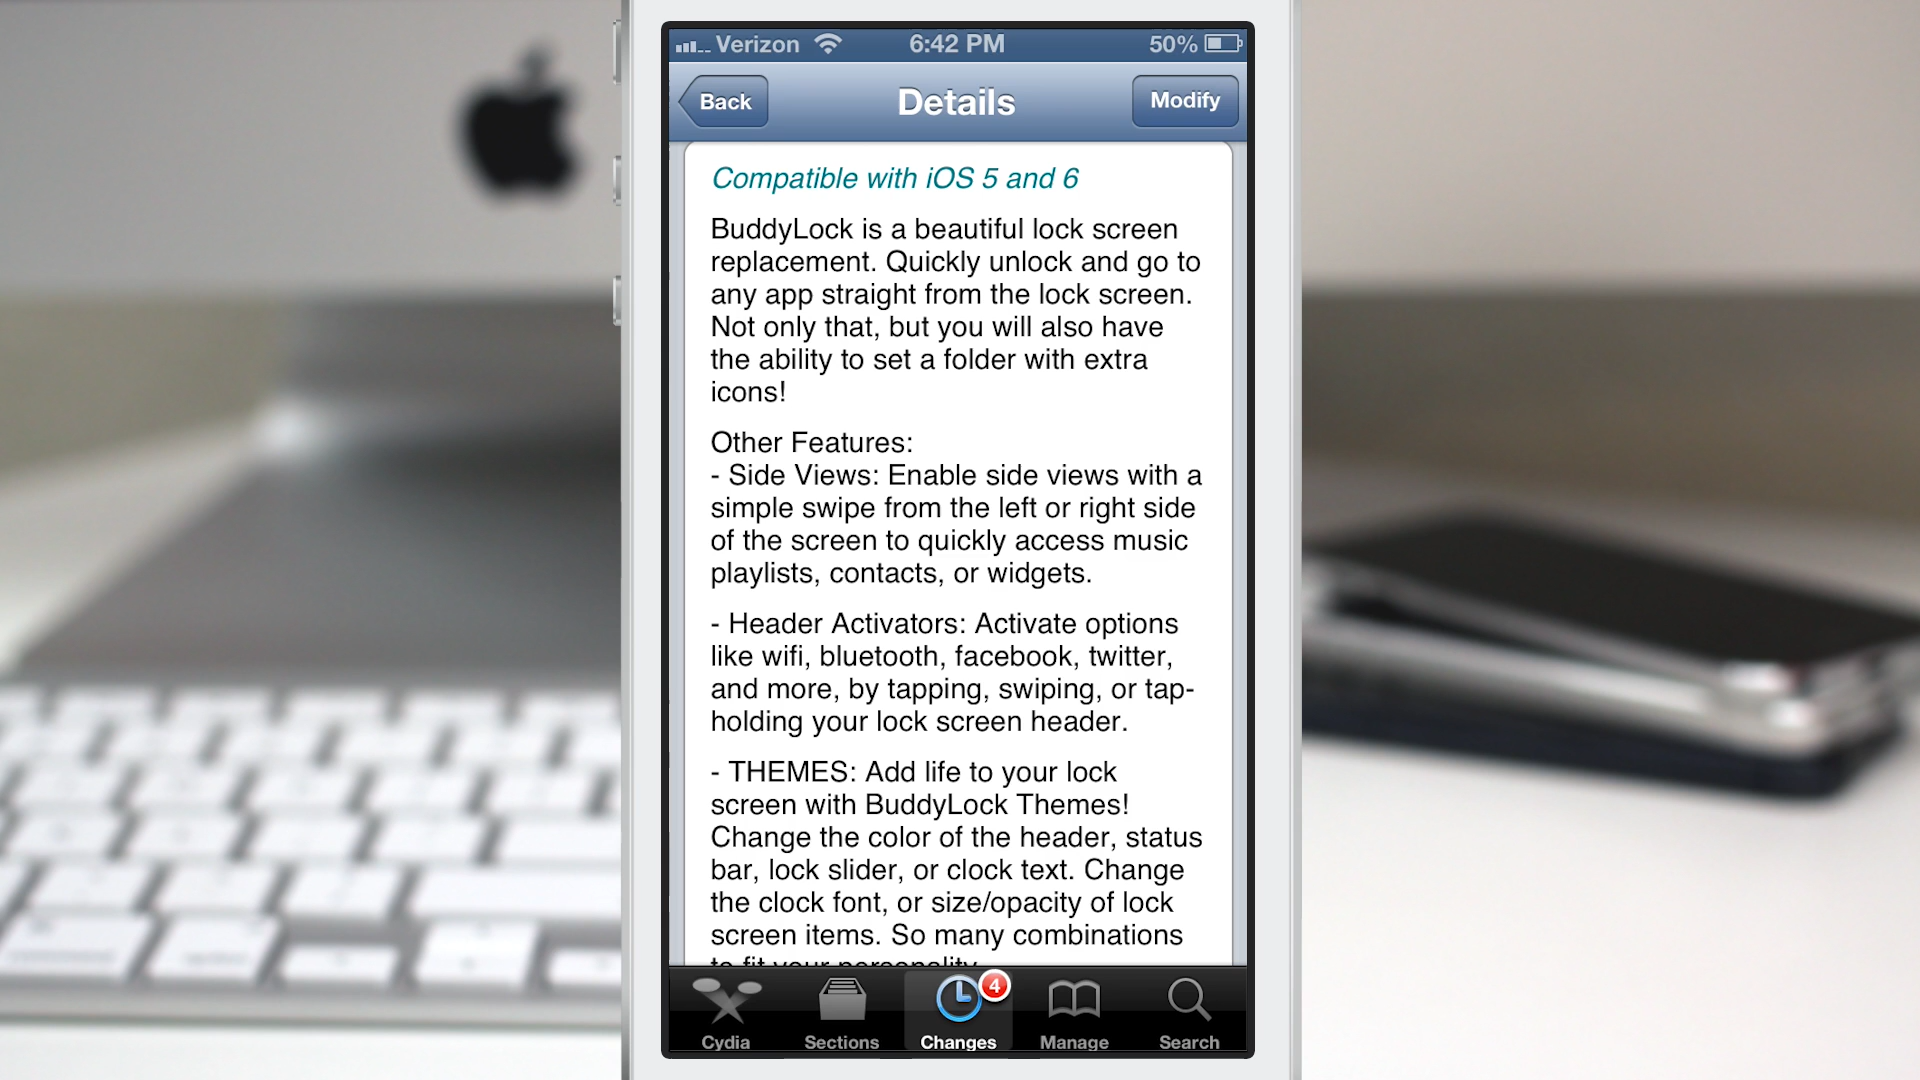 Verizon 6:42 PM 50%
Back Details Modify
Compatible with iOS 5 and 6
BuddyLock is a beautiful lock screen
replacement. Quickly unlock and go to
any app straight from the lock screen.
Not only that, but you will also have
the ability to set a folder with extra
icons!
Other Features:
- Side Views: Enable side views with a
simple swipe from the left or right side
of the screen to quickly access music
playlists, contacts, or widgets.
- Header Activators: Activate options
like wifi, bluetooth, facebook, twitter,
and more, by tapping, swiping, or tap-
holding your lock screen header.
- THEMES: Add life to your lock
screen with BuddyLock Themes!
Change the color of the header, status
bar, lock slider, or clock text. Change
the clock font, or size/opacity of lock
screen items. So many combinations
to fit your personality
4
Cydia Sections Changes Manage Search